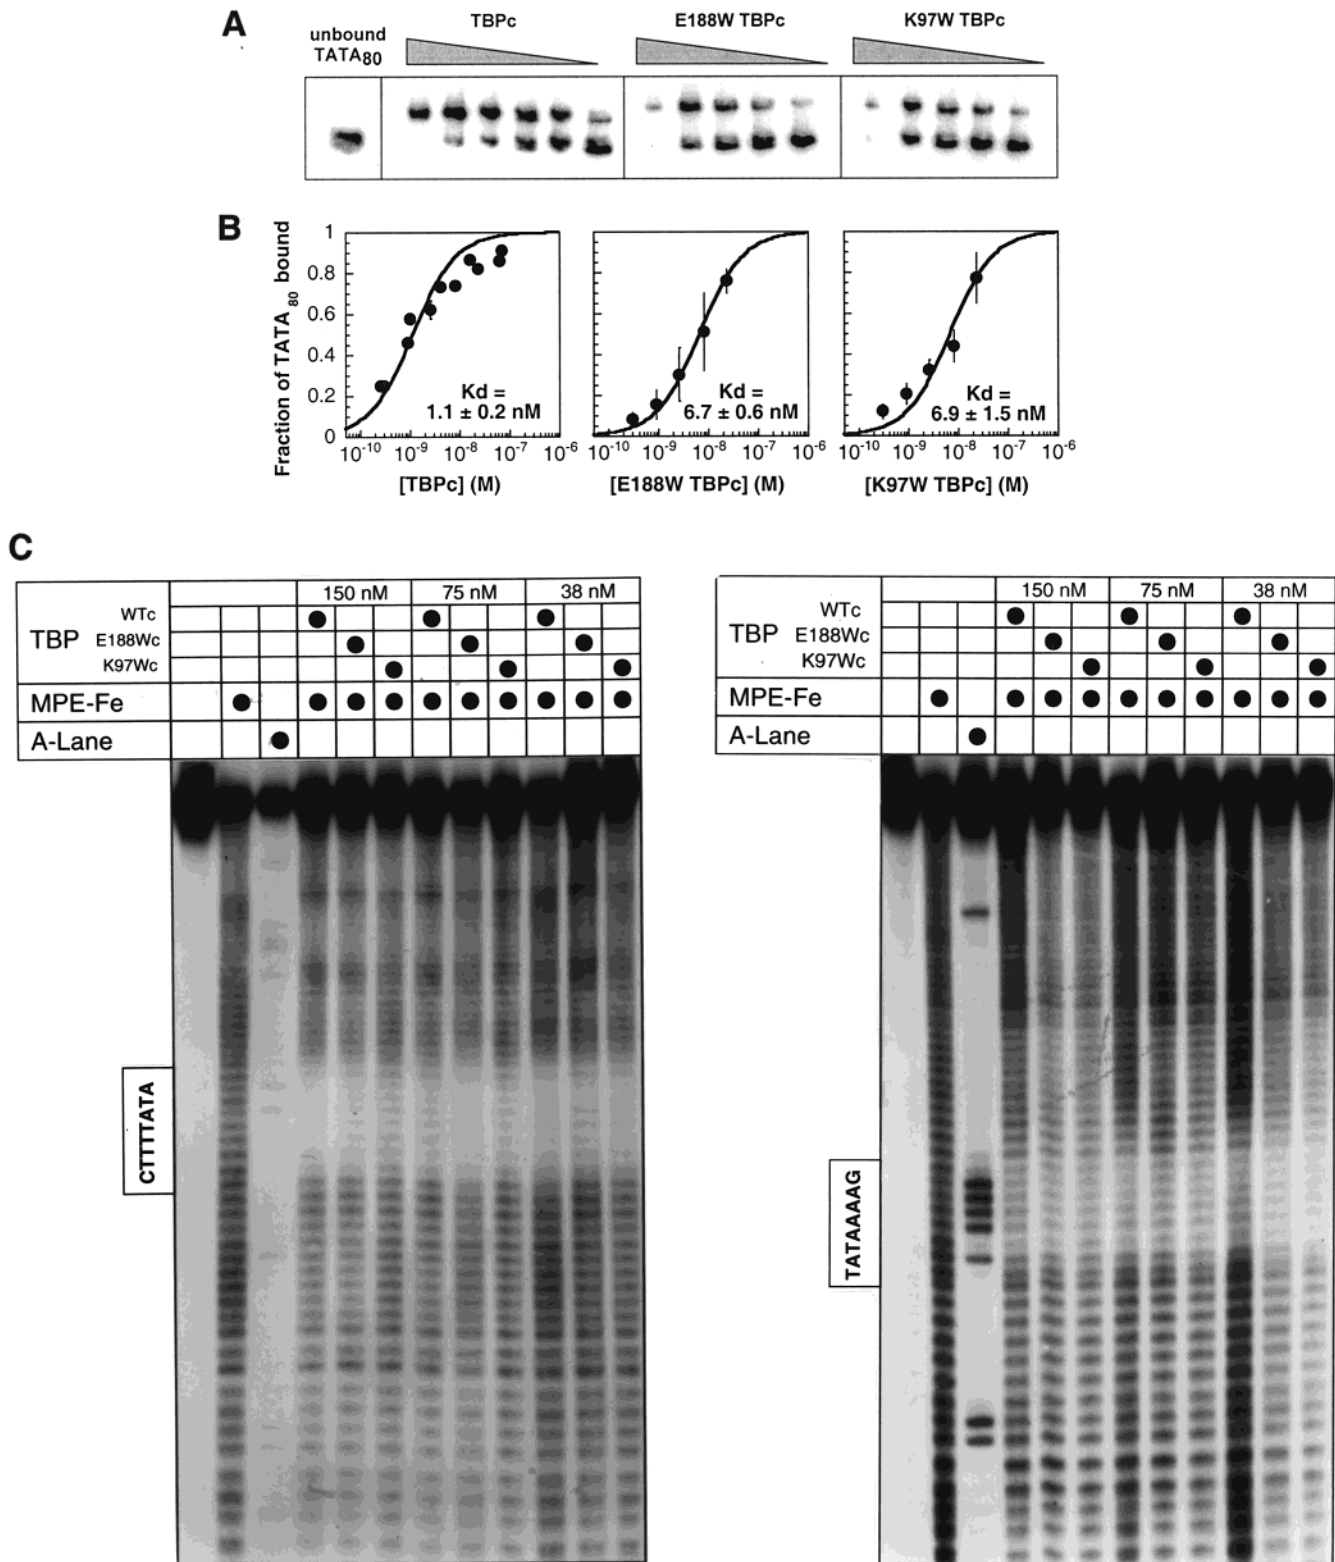 A
unbound
TATA80
TBPc
E188W TBPc
K97W TBPc
B
Fraction of TATA 80 bound
1
0.8
0.6
0.4
0.2
0
Kd =
1.1 ± 0.2 nM
Kd =
6.7 ± 0.6 nM
Kd =
6.9 ± 1.5 nM
10-10 10-9 10-8 10-7 10-6
10-10 10-9 10-8 10-7 10-6
10-10 10-9 10-8 10-7 10-6
[TBPc] (M)
[E188W TBPc] (M)
[K97W TBPc] (M)
C
150 nM 75 nM 38 nM
TBP
WTc
E188Wc
K97Wc
MPE-Fe
A-Lane
CTTTTATA
150 nM 75 nM 38 nM
TBP
WTc
E188Wc
K97Wc
MPE-Fe
A-Lane
TATAAAAG